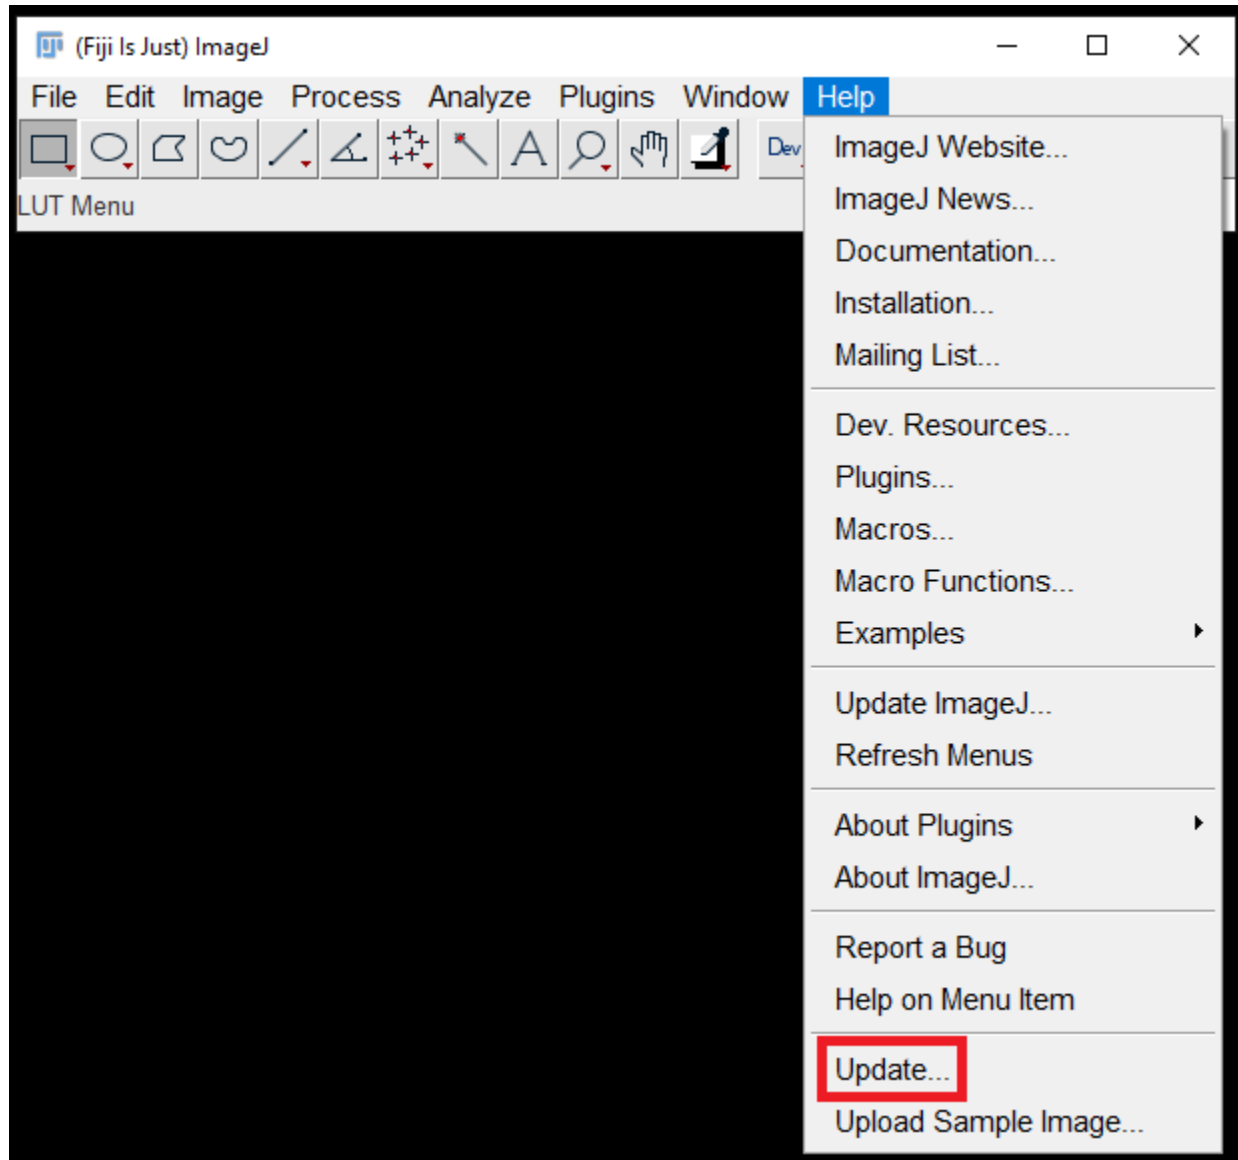 (Fiji Is Just) ImageJ
File Edit Image Process Analyze Plugins Window Help
A Dev
LUT Menu
ImageJ Website...
ImageJ News...
Documentation...
Installation...
Mailing List...
Dev. Resources...
Plugins...
Macros...
Macro Functions...
Examples
Update ImageJ...
Refresh Menus
About Plugins
About ImageJ...
Report a Bug
Help on Menu Item
Update...
Upload Sample Image...